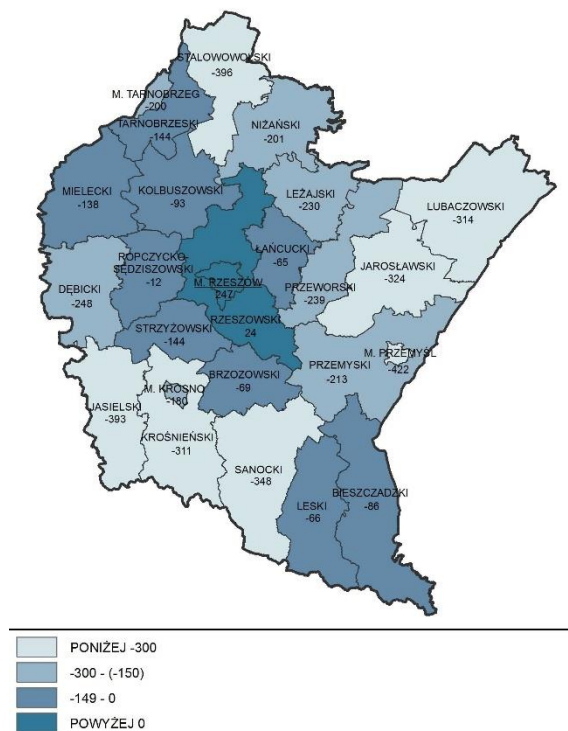 STALOWOWOLSKI
-396
M. TARNOBRZEG
-200
TARNOBRZESKI
-144
NIŻAŃSKI
-201
MIELECKI
-138
KOLBUSZOWSKI
-93
LEŻAJSKI
-230
LUBACZOWSKI
-314
ŁAŃCUCKI
-65
JAROSŁAWSKI
-324
ROPCZYCKO-
SĘDZISZOWSKI
-12
DĘBICKI
-248
M. RZESZÓW
247
PRZEWORSKI
-239
RZESZOWSKI
24
STRZYŻOWSKI
-144
PRZEMYSKI
-213
M. PRZEMYŚL
-422
BRZOZOWSKI
-69
M. KROSNO
-180
JASIELSKI
-393
KROŚNIEŃSKI
-311
SANOCKI
-348
LESKI
-66
BIESZCZADZKI
-86
PONIŻEJ -300
-300 - (-150)
-149 - 0
POWYŻEJ 0